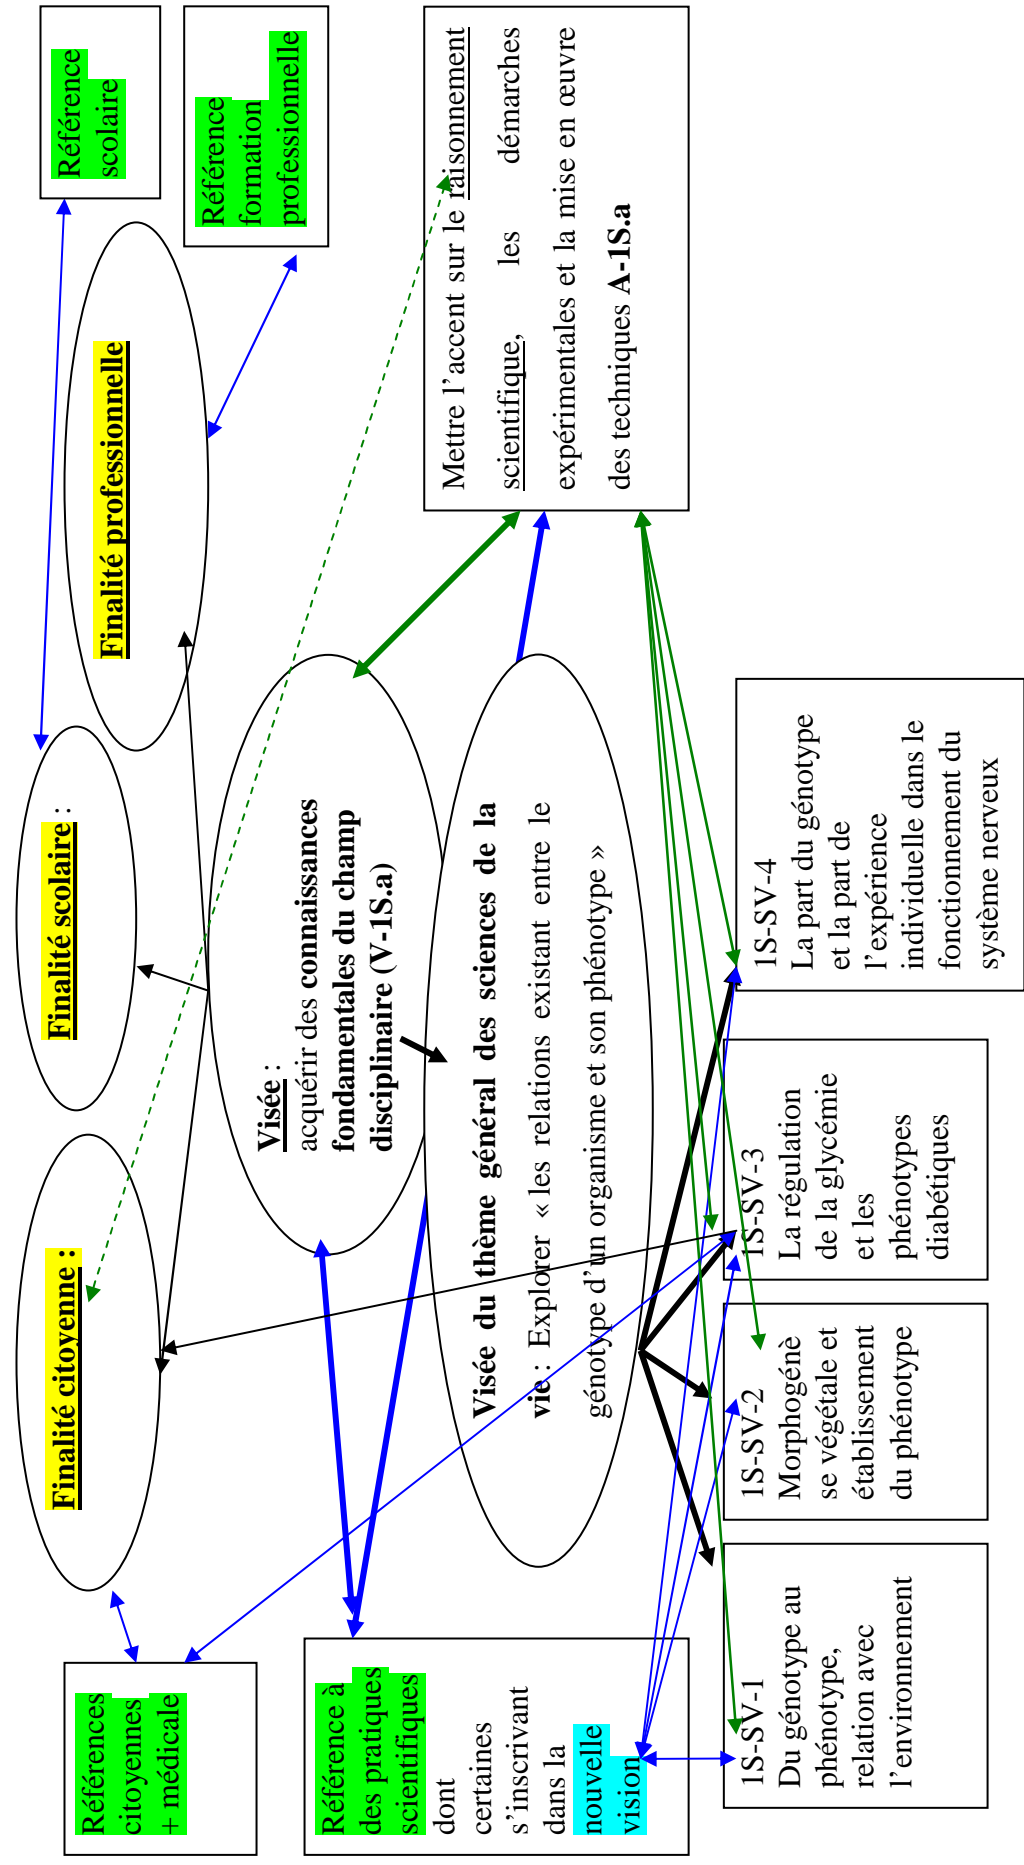 Références
citoyennes
+ médicale
Finalité citoyenne :
Finalité scolaire :
Finalité professionnelle
Référence
scolaire
Référence
formation
professionnelle
Visée :
acquérir des connaissances
fondamentales du champ
disciplinaire (V-1S.a)
Référence à
des pratiques
scientifiques
dont
certaines
s’inscrivant
dans la
nouvelle
vision
Visée du thème général des sciences de la
vie : Explorer « les relations existant entre le
génotype d’un organisme et son phénotype »
Mettre l’accent sur le raisonnement
scientifique, les démarches
expérimentales et la mise en œuvre
des techniques A-1S.a
1S-SV-1
Du génotype au
phénotype,
relation avec
l’environnement
1S-SV-2
Morphogénè
se végétale et
établissement
du phénotype
1S-SV-3
La régulation
de la glycémie
et les
phénotypes
diabétiques
1S-SV-4
La part du génotype
et la part de
l’expérience
individuelle dans le
fonctionnement du
système nerveux